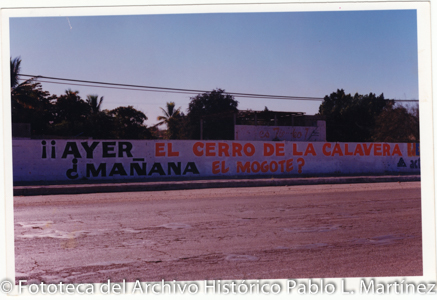 ¡¡AYER EL CERRO DE LA CALAVERA !!
¿MAÑANA EL MOGOTE?
© Fototeca del Archivo Histórico Pablo L. Martínez